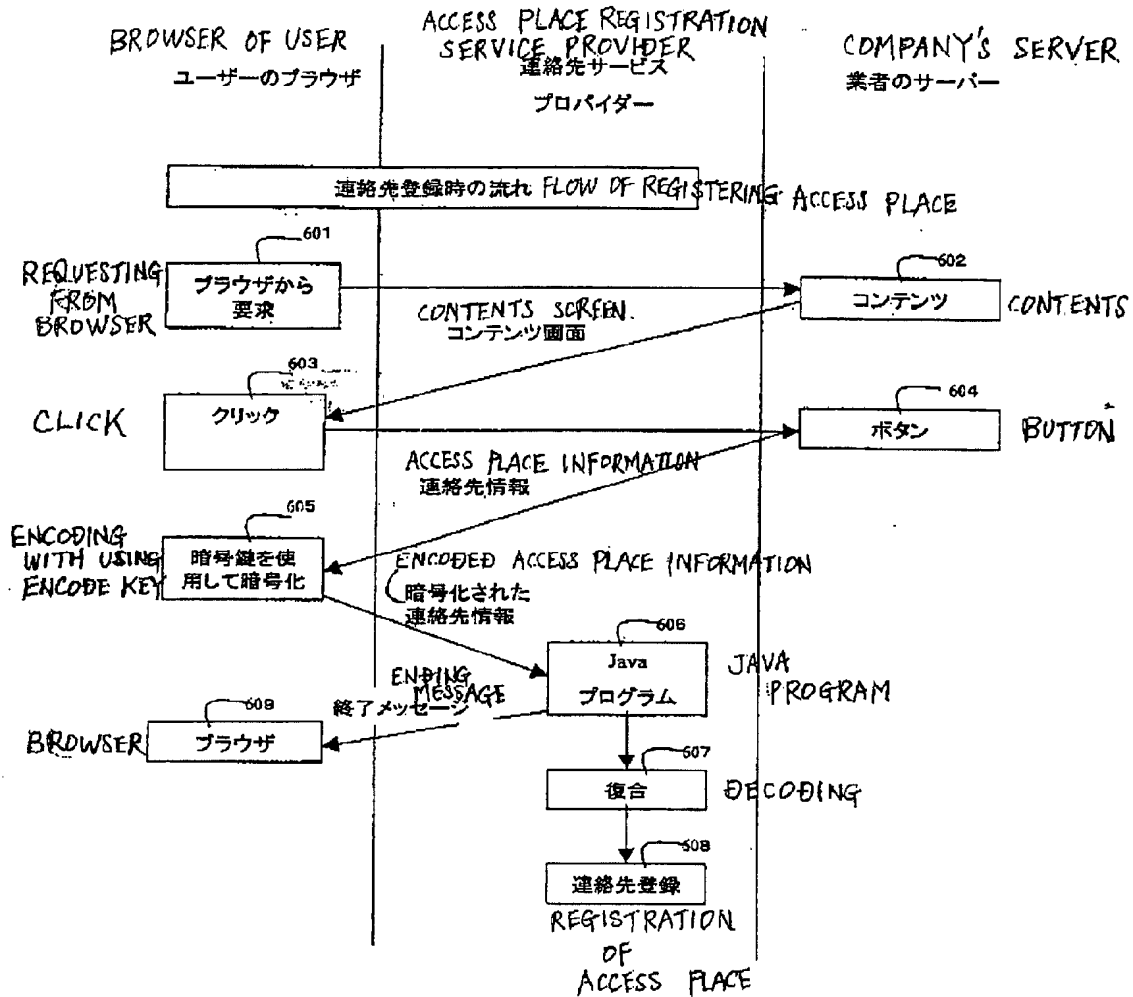 BROWSER OF USER
ユーザーのブラウザ
ACCESS PLACE REGISTRATION
SERVICE PROVIDER
連絡先サービス
プロバイダー
COMPANY'S SERVER
業者のサーバー
連絡先登録時の流れ FLOW OF REGISTERING ACCESS PLACE
601
REQUESTING
FROM
BROWSER
ブラウザから
要求
602
コンテンツ
CONTENTS
CONTENTS SCREEN.
コンテンツ画面
603
CLICK
クリック
604
ボタン
BUTTON
ACCESS PLACE INFORMATION
連絡先情報
605
ENCODING
WITH USING
ENCODE KEY
暗号鍵を使
用して暗号化
ENCODED ACCESS PLACE INFORMATION
暗号化された
連絡先情報
606
Java
プログラム
JAVA
PROGRAM
ENDING
MESSAGE
終了メッセージ
609
BROWSER
ブラウザ
607
復合
DECODING
608
連絡先登録
REGISTRATION
OF
ACCESS PLACE